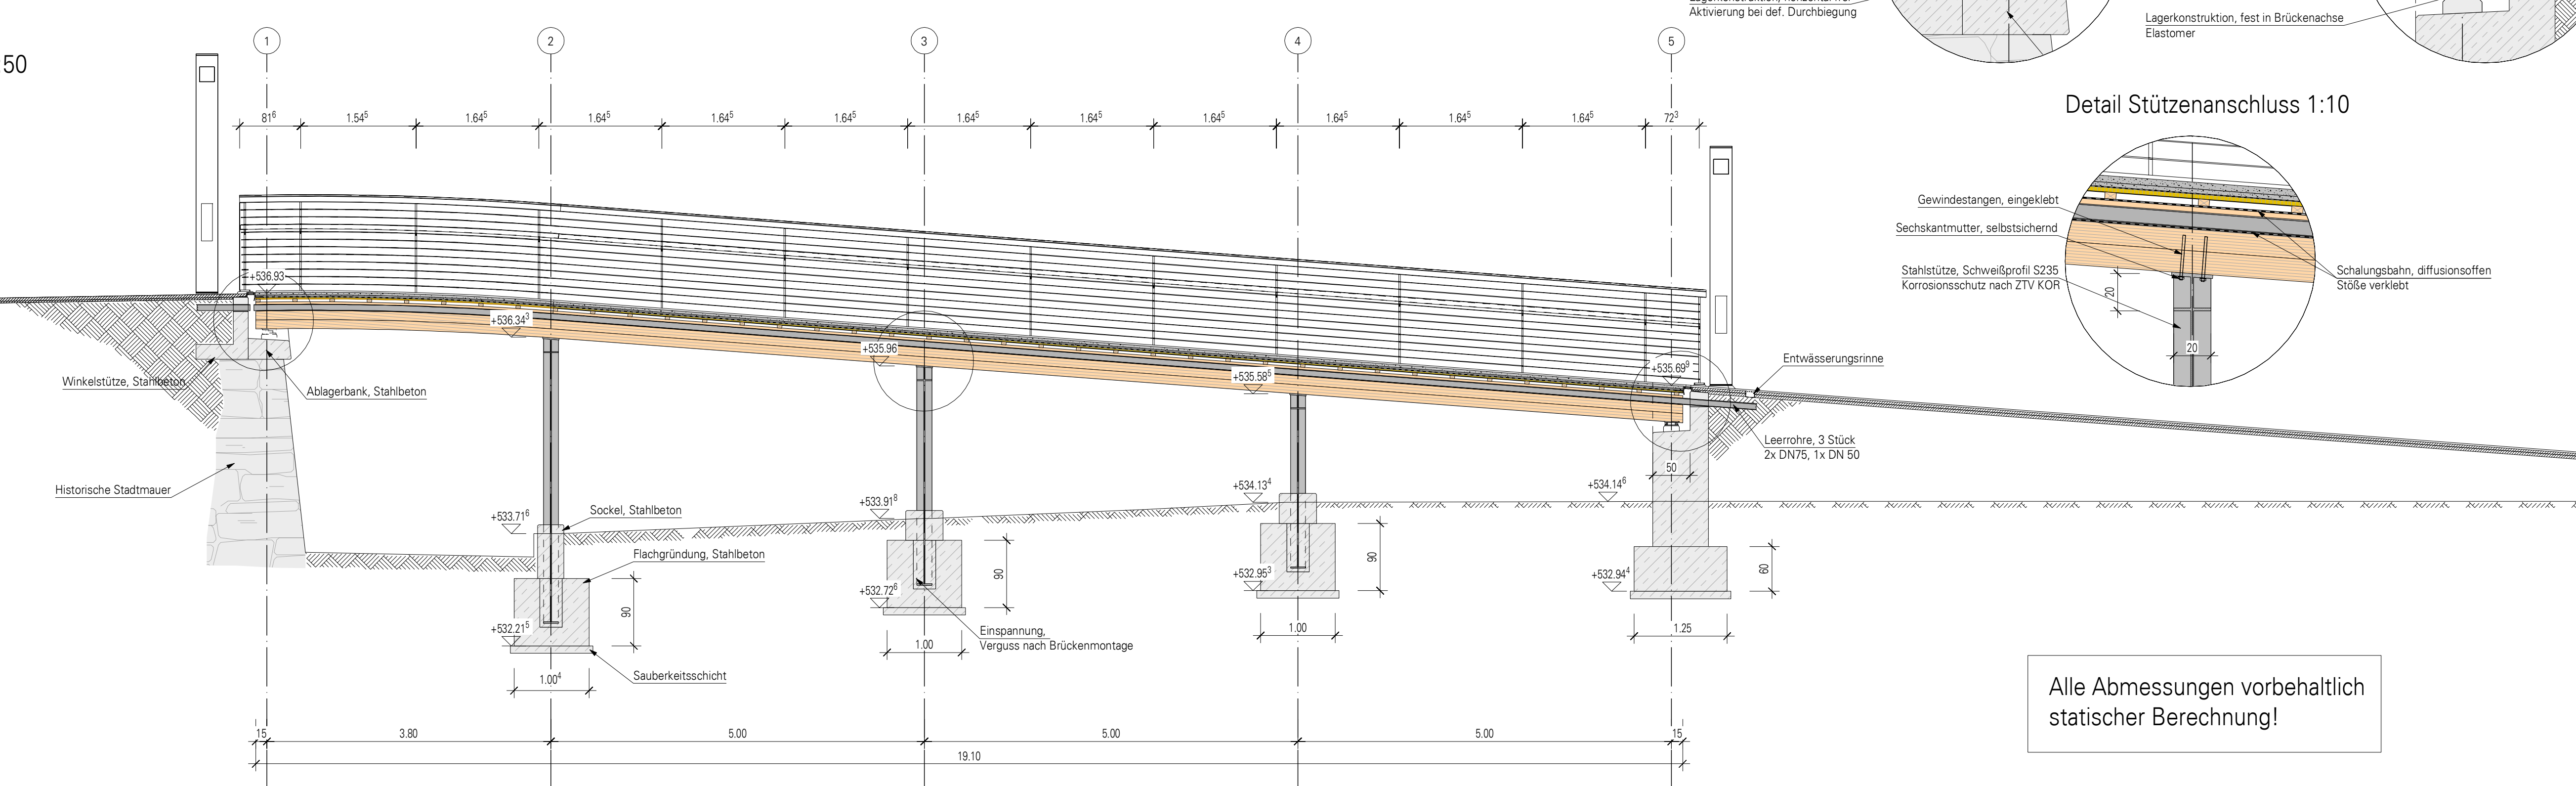 Aktivierung bei def. Durchbiegung
Lagerkonstruktion, fest in Brückenachse
Elastomer
50
1
2
3
4
5
Detail Stützenanschluss 1:10
81⁶
1.54⁵
1.64⁵
1.64⁵
1.64⁵
1.64⁵
1.64⁵
1.64⁵
1.64⁵
1.64⁵
1.64⁵
1.64⁵
72³
Gewindestangen, eingeklebt
Sechskantmutter, selbstsichernd
Stahlstütze, Schweißprofil S235
Korrosionsschutz nach ZTV KOR
Schalungsbahn, diffusionsoffen
Stöße verklebt
20
20
+536.93
+536.34³
+535.96
+535.58⁵
+535.69⁹
Entwässerungsrinne
Winkelstütze, Stahlbeton
Ablagerbank, Stahlbeton
Leerrohre, 3 Stück
2x DN75, 1x DN 50
50
Historische Stadtmauer
+533.71⁶
Sockel, Stahlbeton
+533.91⁸
+534.13⁴
+534.14⁶
Flachgründung, Stahlbeton
90
90
90
60
+532.21⁵
+532.72⁶
+532.95³
+532.94⁴
Einspannung,
Verguss nach Brückenmontage
Sauberkeitsschicht
1.00⁴
1.00
1.00
1.25
Alle Abmessungen vorbehaltlich
statischer Berechnung!
15
3.80
5.00
5.00
5.00
15
19.10